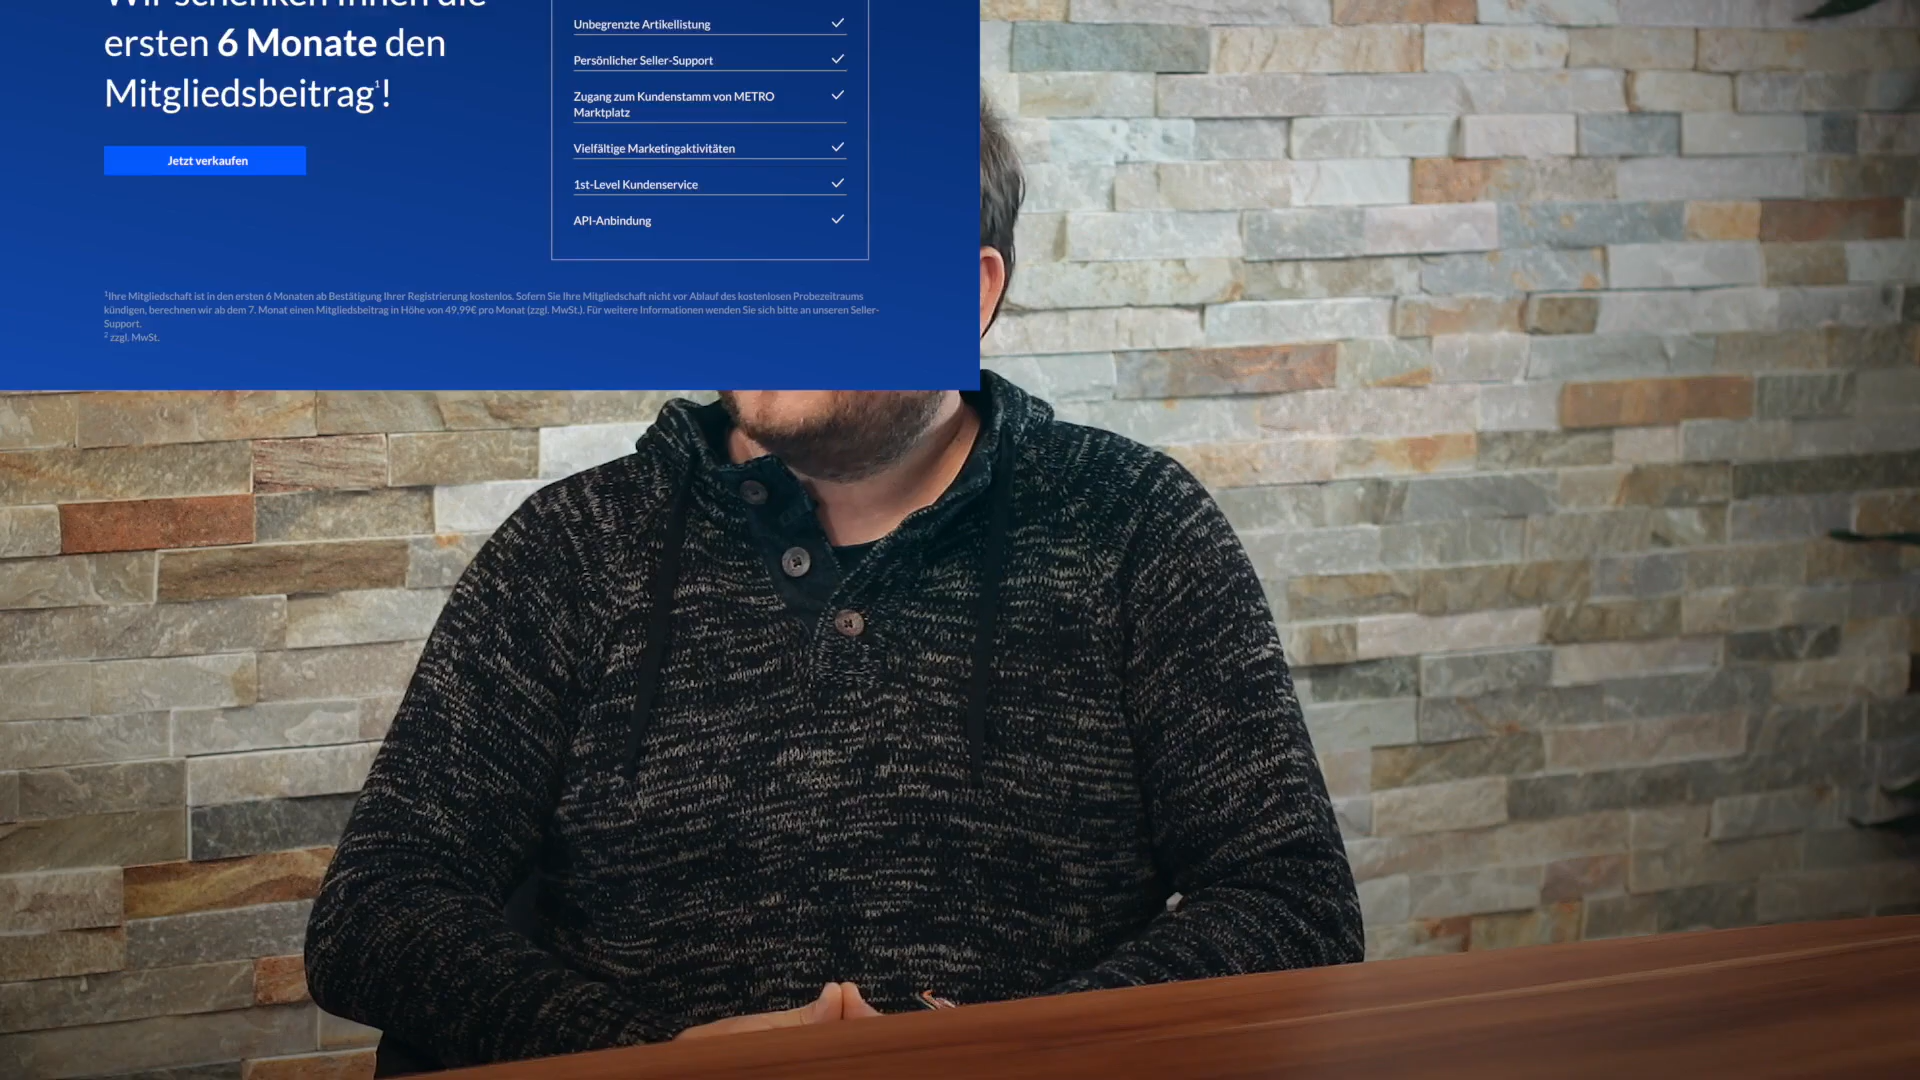 Wir schenken Ihnen die
ersten 6 Monate den
Mitgliedsbeitrag¹!
Jetzt verkaufen
Unbegrenzte Artikellistung
Persönlicher Seller-Support
Zugang zum Kundenstamm von METRO
Marktplatz
Vielfältige Marketingaktivitäten
1st-Level Kundenservice
API-Anbindung
¹Ihre Mitgliedschaft ist in den ersten 6 Monaten ab Bestätigung Ihrer Registrierung kostenlos. Sofern Sie Ihre Mitgliedschaft nicht vor Ablauf des kostenlosen Probezeitraums
kündigen, berechnen wir ab dem 7. Monat einen Mitgliedsbeitrag in Höhe von 49,99€ pro Monat (zzgl. MwSt.). Für weitere Informationen wenden Sie sich bitte an unseren Seller-
Support.
² zzgl. MwSt.